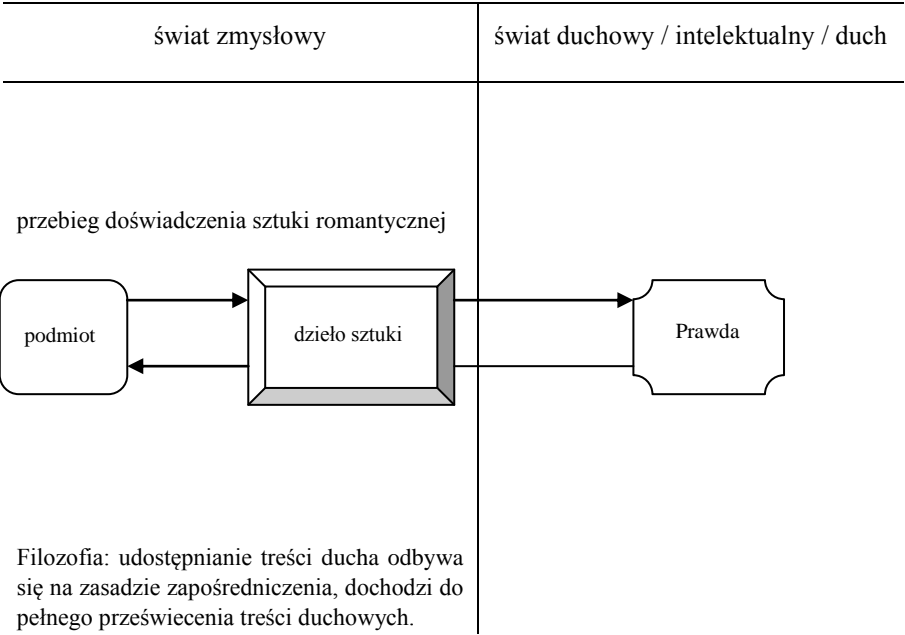 świat zmysłowy
świat duchowy / intelektualny / duch
przebieg doświadczenia sztuki romantycznej
podmiot
dzieło sztuki
Prawda
Filozofia: udostępnianie treści ducha odbywa
się na zasadzie zapośredniczenia, dochodzi do
pełnego przeświecenia treści duchowych.